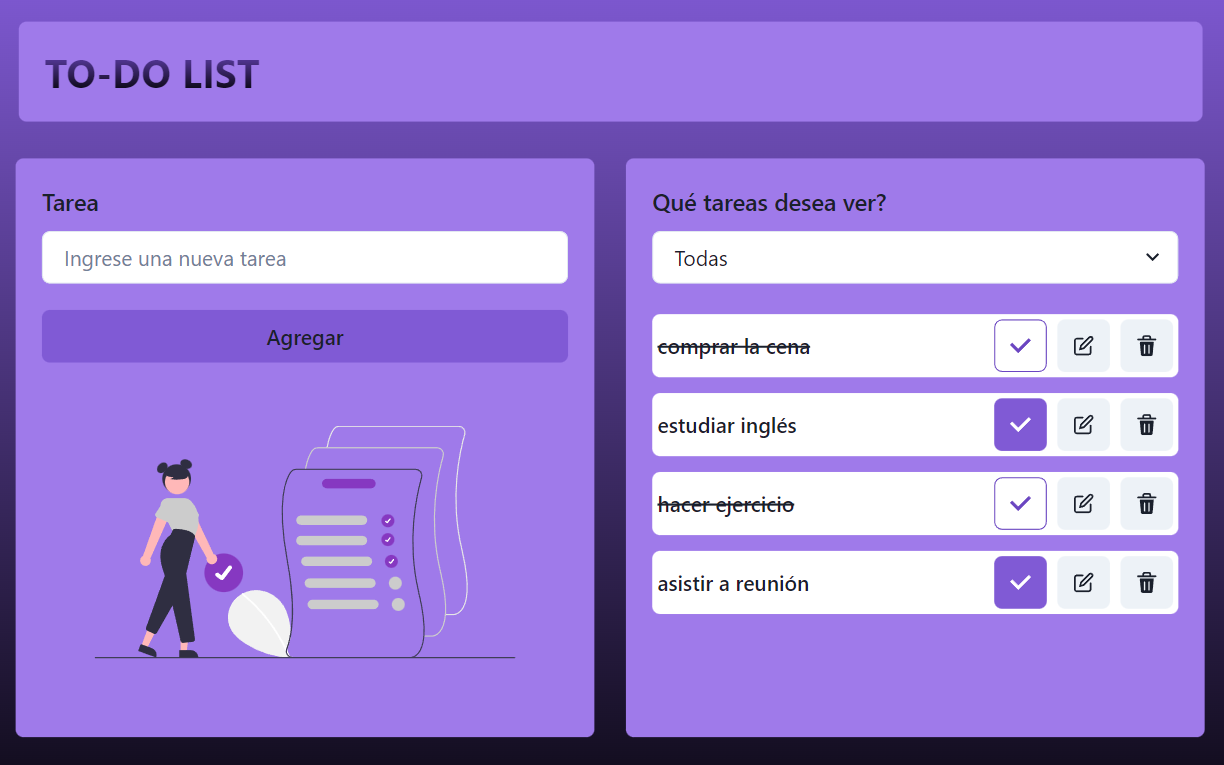 TO-DO LIST
Tarea
Ingrese una nueva tarea
Agregar
Qué tareas desea ver?
Todas
comprar la cena
estudiar inglés
hacer ejercicio
asistir a reunión